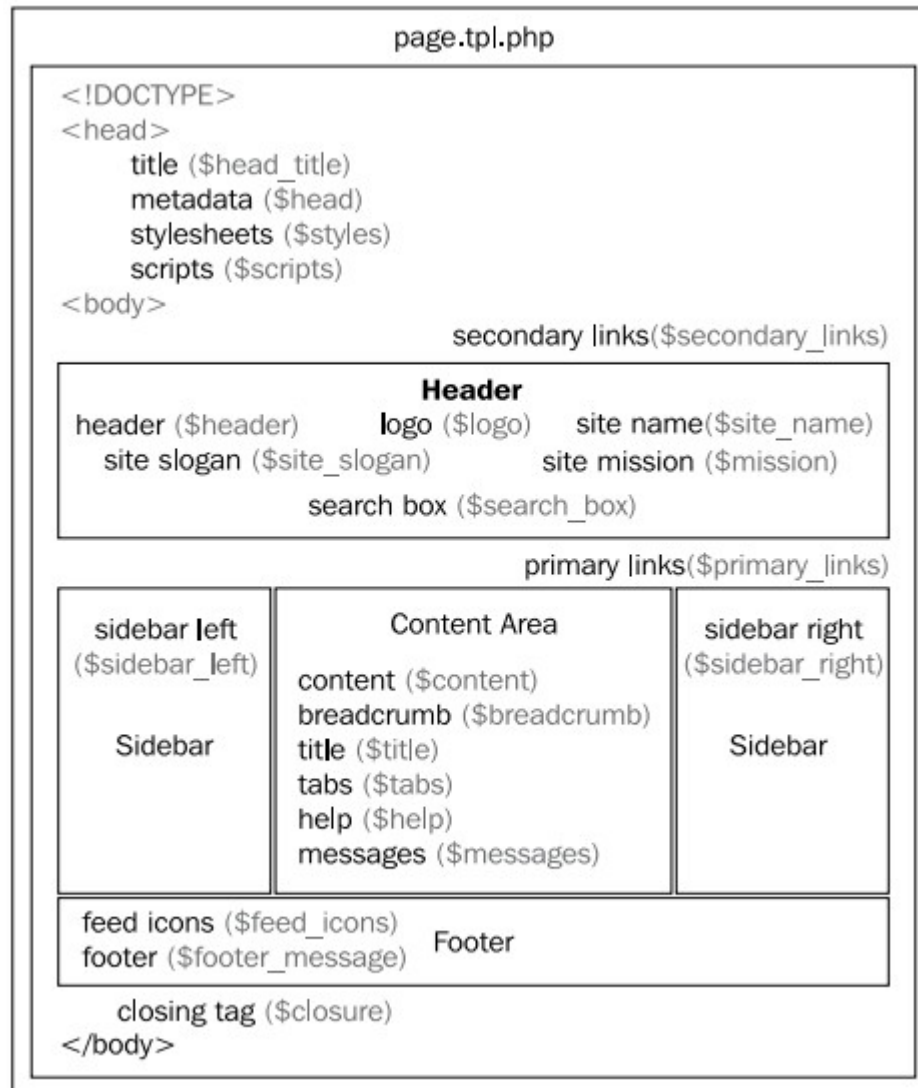 page.tpl.php
<!DOCTYPE>
<head>
title ($head_title)
metadata ($head)
stylesheets ($styles)
scripts ($scripts)
<body>
secondary links($secondary_links)
Header
header ($header) logo ($logo) site name($site_name)
site slogan ($site_slogan) site mission ($mission)
search box ($search_box)
primary links($primary_links)
sidebar left
($sidebar_left)
Sidebar
Content Area
content ($content)
breadcrumb ($breadcrumb)
title ($title)
tabs ($tabs)
help ($help)
messages ($messages)
sidebar right
($sidebar_right)
Sidebar
feed icons ($feed_icons)
footer ($footer_message)
Footer
closing tag ($closure)
</body>